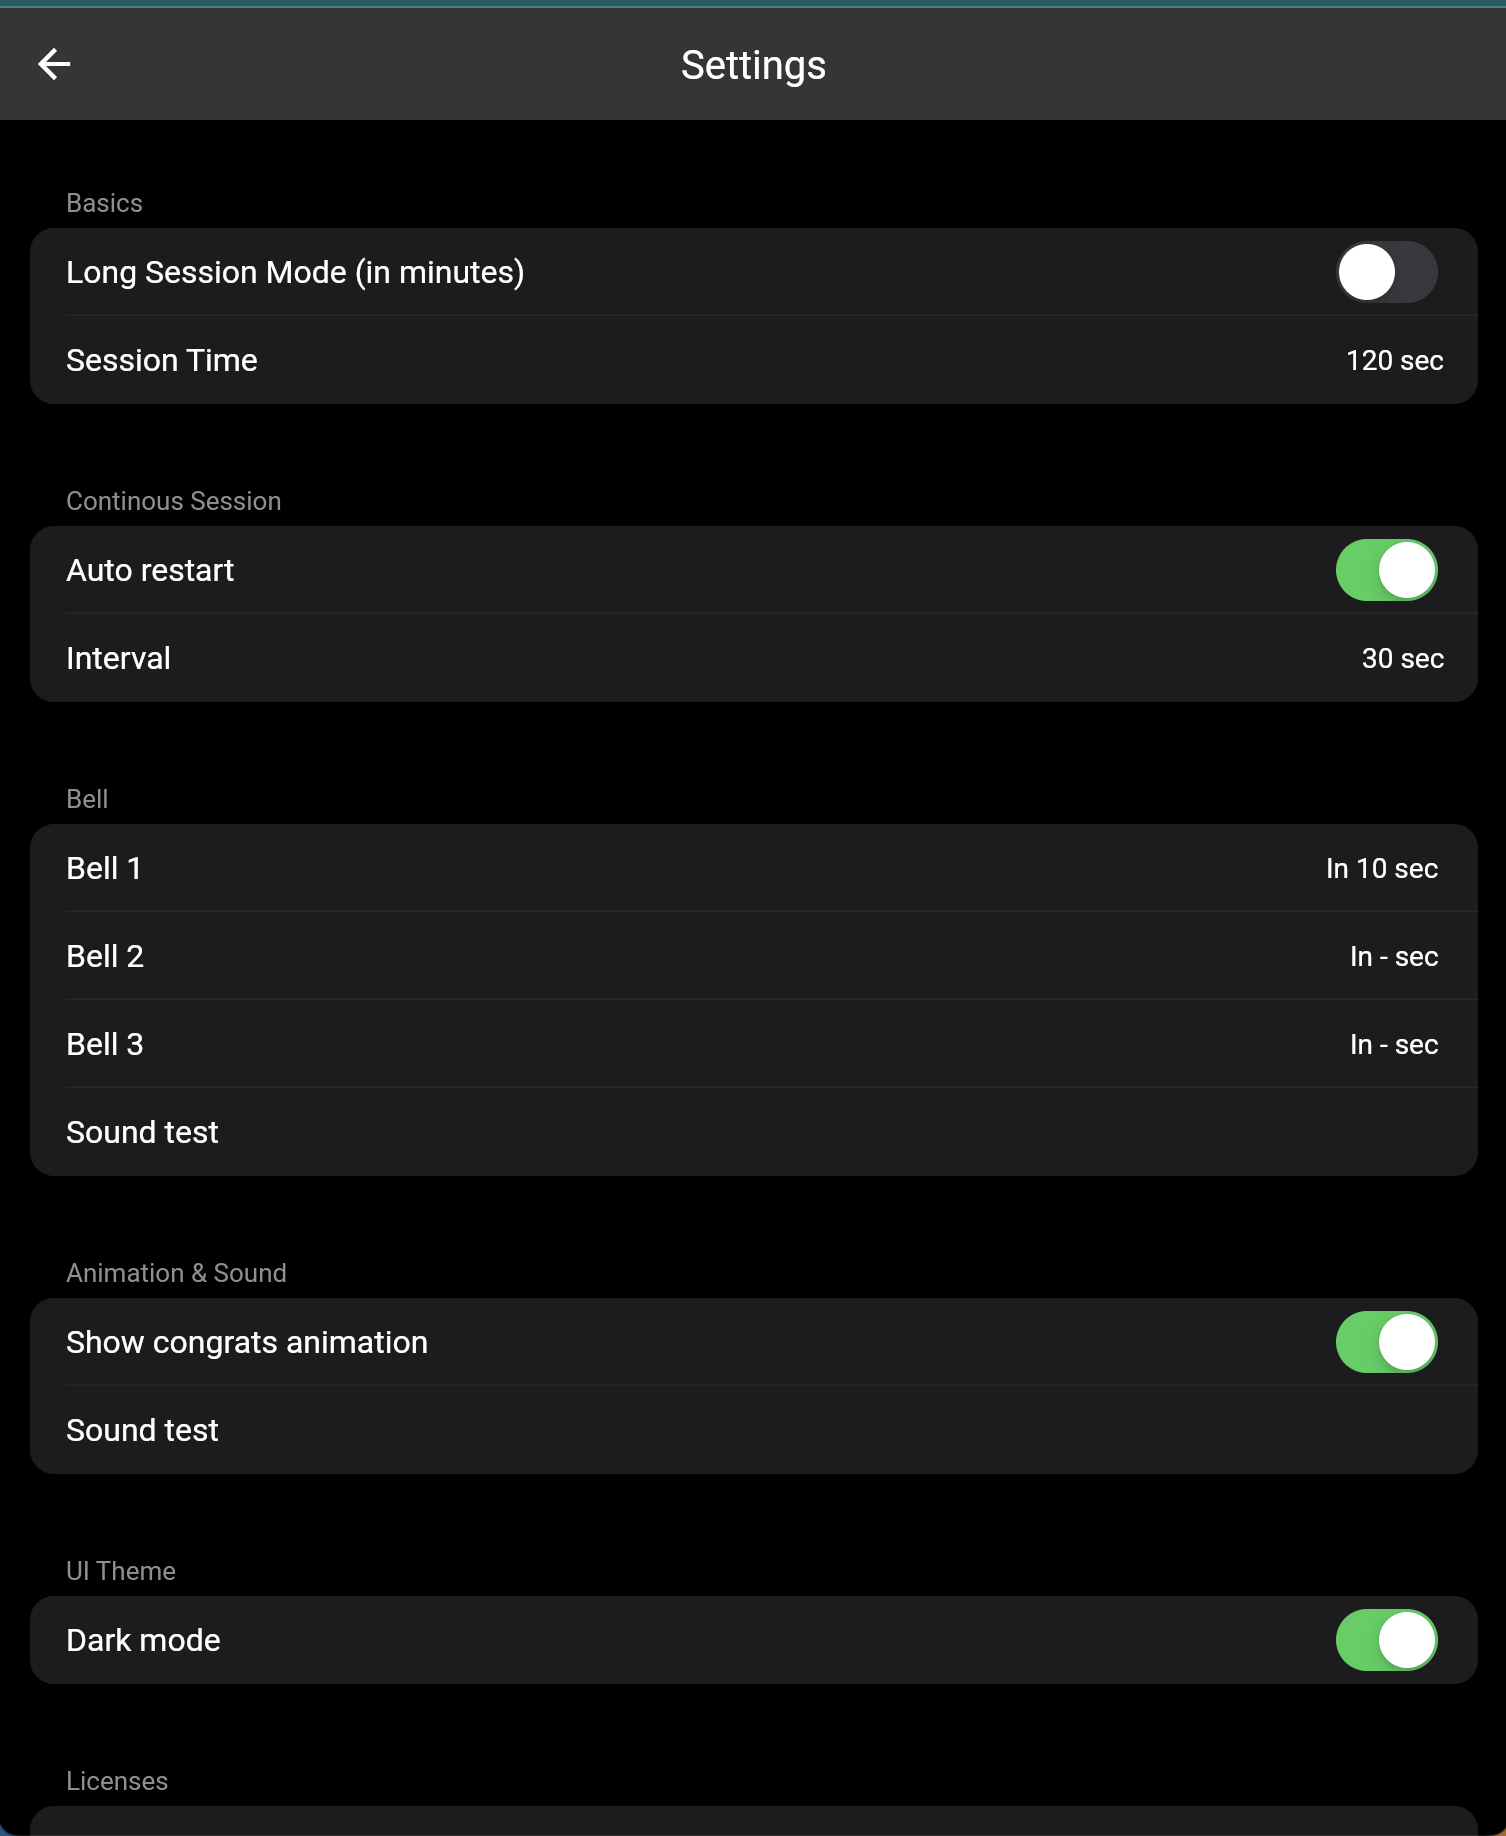 Settings
Basics
Long Session Mode (in minutes)
Session Time 120 sec
Continous Session
Auto restart
Interval 30 sec
Bell
Bell 1 In 10 sec
Bell 2 In - sec
Bell 3 In - sec
Sound test
Animation & Sound
Show congrats animation
Sound test
UI Theme
Dark mode
Licenses